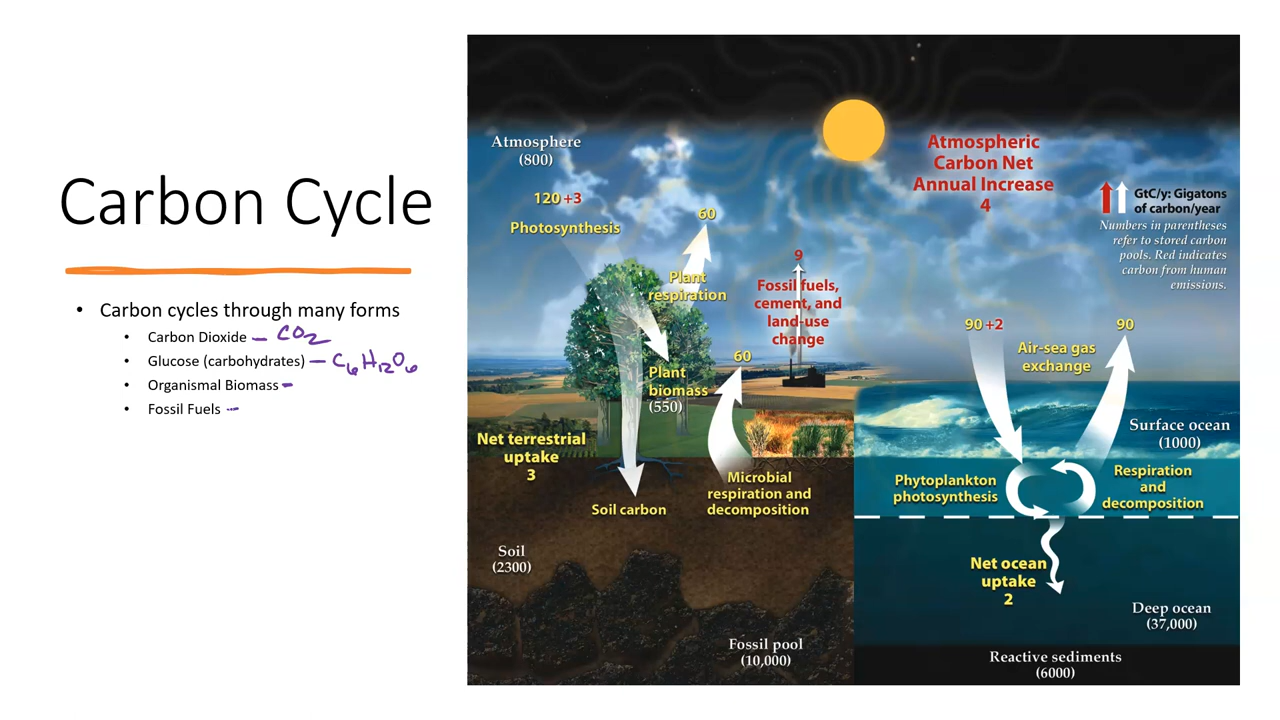 Carbon Cycle
• Carbon cycles through many forms
• Carbon Dioxide – CO2
• Glucose (carbohydrates) – C6H12O6
• Organismal Biomass –
• Fossil Fuels –
Atmosphere
(800)
120 +3
Photosynthesis
60
Plant
respiration
9
Fossil fuels,
cement, and
land-use
change
60
Plant
biomass
(550)
Net terrestrial
uptake
3
Soil carbon
Microbial
respiration and
decomposition
Soil
(2300)
Fossil pool
(10,000)
Atmospheric
Carbon Net
Annual Increase
4
GtC/y: Gigatons
of carbon/year
Numbers in parentheses
refer to stored carbon
pools. Red indicates
carbon from human
emissions.
90 +2
90
Air-sea gas
exchange
Surface ocean
(1000)
Phytoplankton
photosynthesis
Respiration
and
decomposition
Net ocean
uptake
2
Deep ocean
(37,000)
Reactive sediments
(6000)